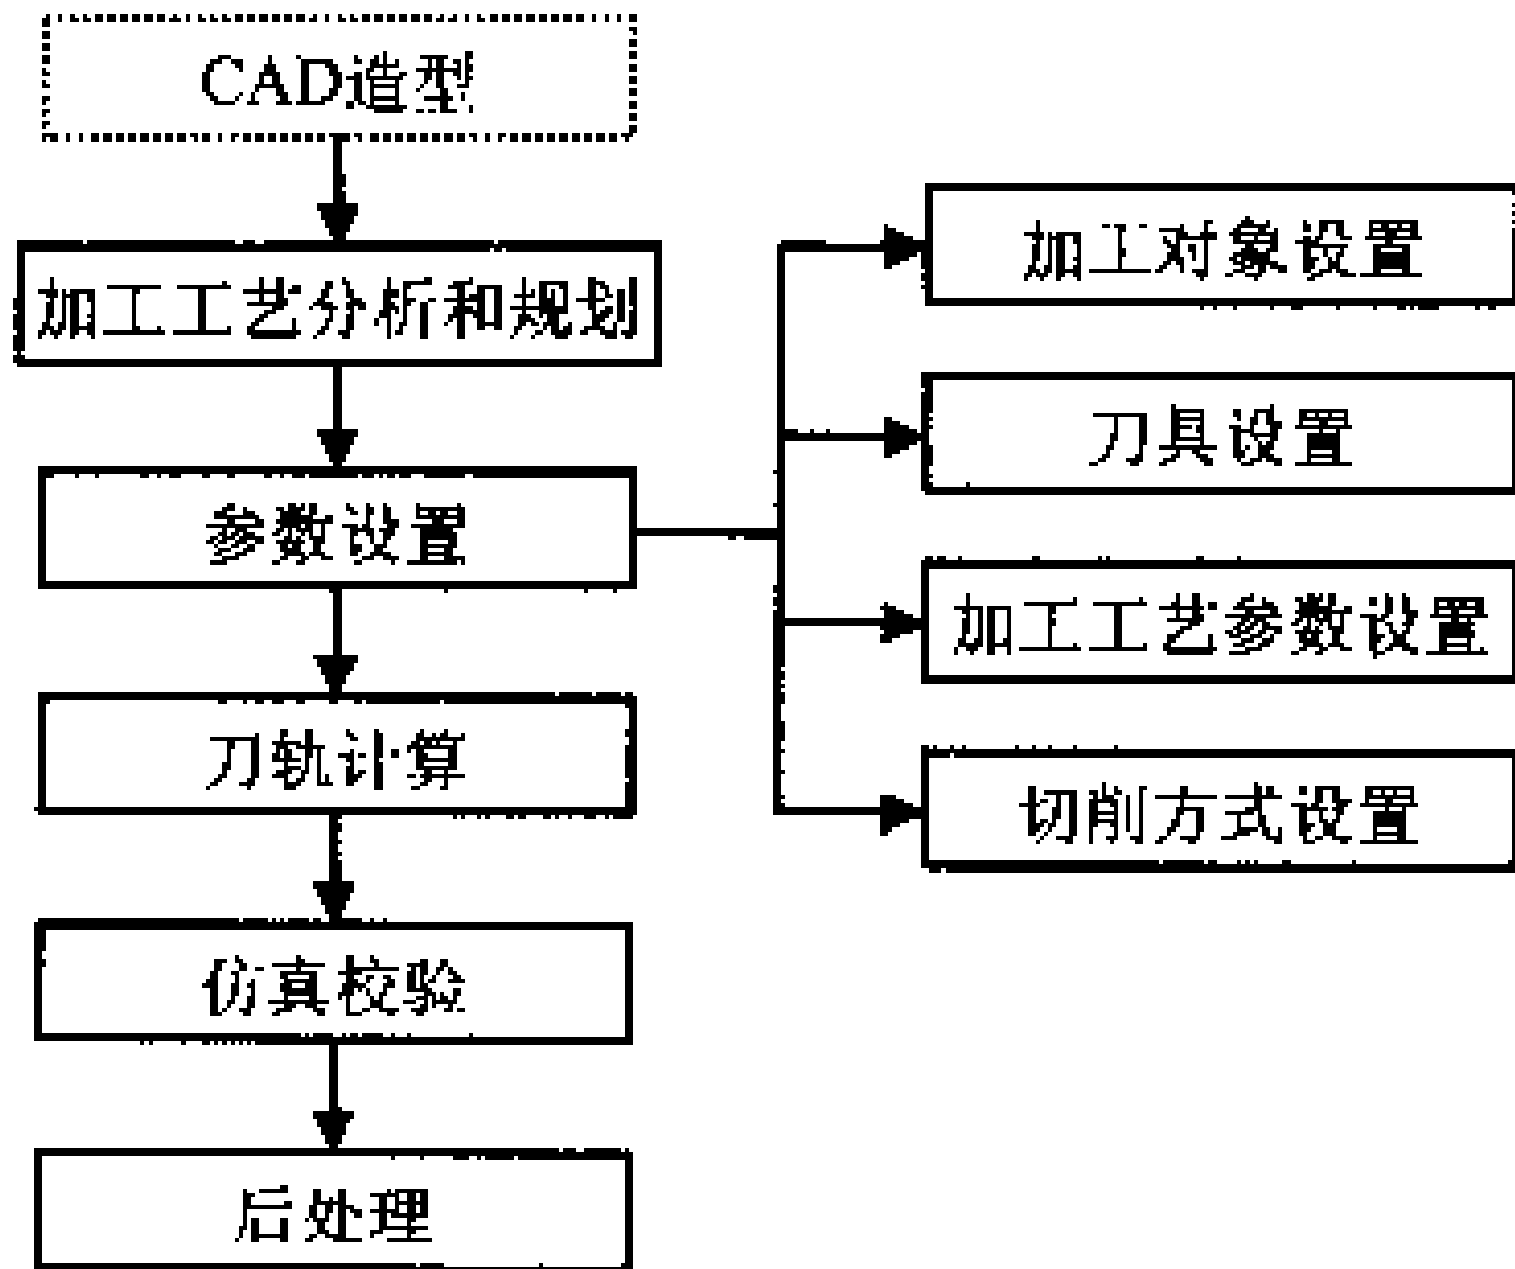 CAD造型
加工工艺分析和规划
参数设置
刀轨计算
仿真校验
后处理
加工对象设置
刀具设置
加工工艺参数设置
切削方式设置